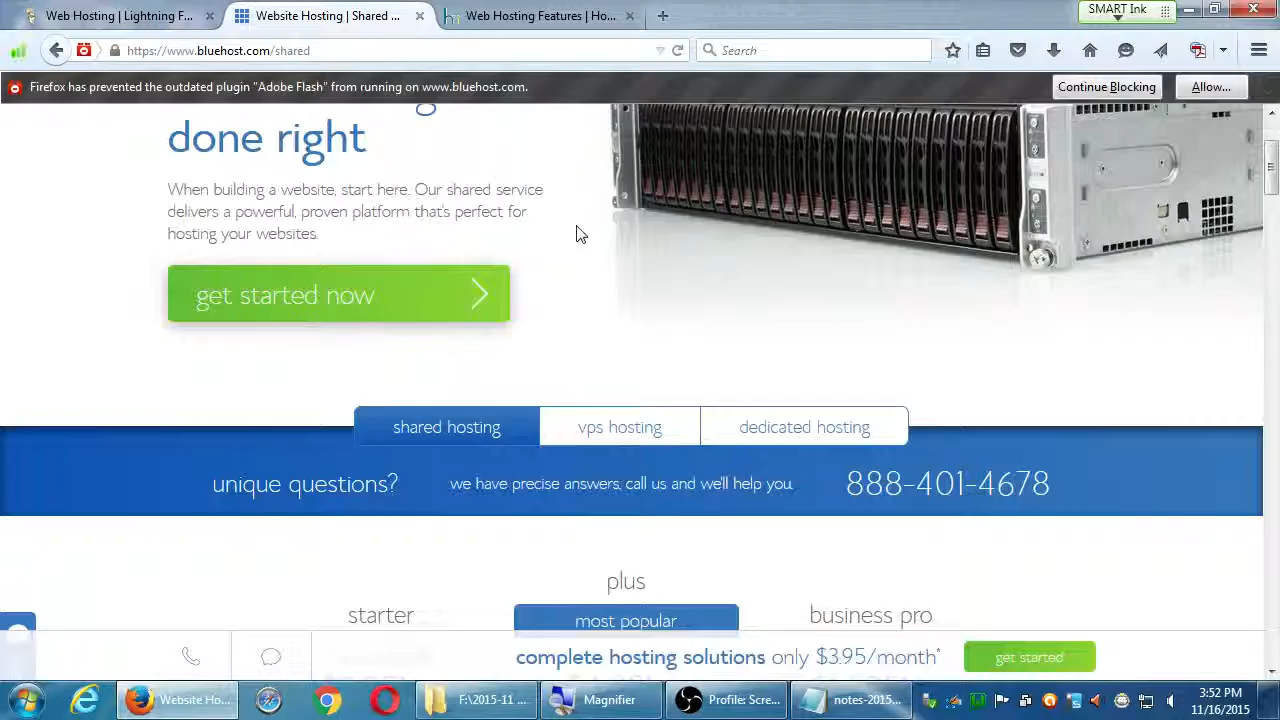 Web Hosting | Lightning F...
Website Hosting | Shared ...
Web Hosting Features | Ho...
SMART Ink
https://www.bluehost.com/shared
Search
Firefox has prevented the outdated plugin "Adobe Flash" from running on www.bluehost.com.
Continue Blocking
Allow...
done right
When building a website, start here. Our shared service
delivers a powerful, proven platform that's perfect for
hosting your websites.
get started now
shared hosting
vps hosting
dedicated hosting
unique questions?
we have precise answers, call us and we'll help you.
888-401-4678
plus
starter
most popular
business pro
complete hosting solutions only $3.95/month*
get started
Website Ho...
F:\2015-11 ...
Magnifier
Profile: Scre...
notes-2015...
3:52 PM
11/16/2015